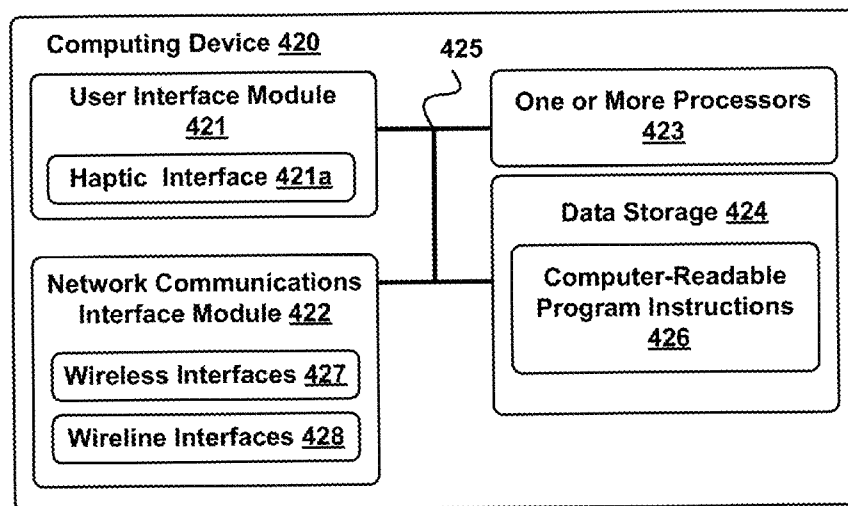 Computing Device 420
425
User Interface Module
421
Haptic Interface 421a
One or More Processors
423
Data Storage 424
Computer-Readable
Program Instructions
426
Network Communications
Interface Module 422
Wireless Interfaces 427
Wireline Interfaces 428